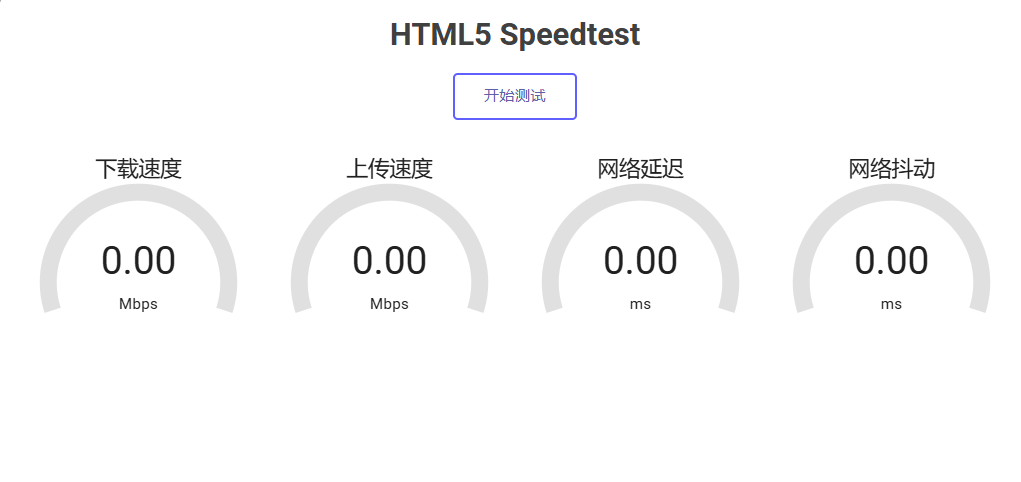 HTML5 Speedtest
开始测试
下载速度 上传速度 网络延迟 网络抖动
0.00 0.00 0.00 0.00
Mbps Mbps ms ms